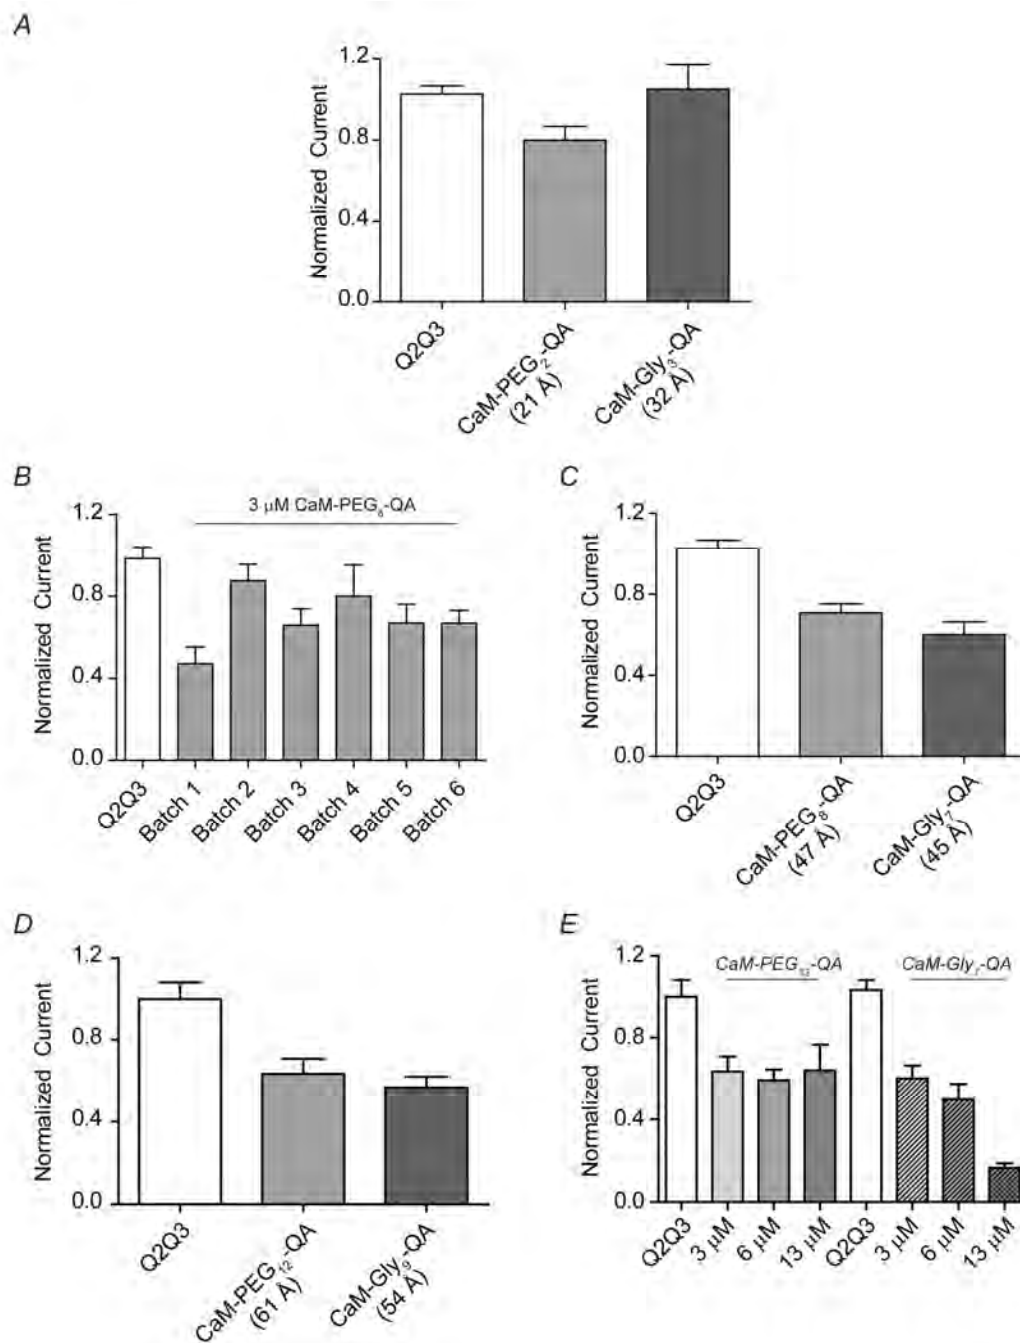 A
Normalized Current
1.2
0.8
0.4
0.0
Q2Q3
CaM-PEG₂-QA
(21 Å)
CaM-Gly₃-QA
(32 Å)
B
3 μM CaM-PEG₈-QA
Normalized Current
1.2
0.8
0.4
0.0
Q2Q3
Batch 1
Batch 2
Batch 3
Batch 4
Batch 5
Batch 6
C
Normalized Current
1.2
0.8
0.4
0.0
Q2Q3
CaM-PEG₈-QA
(47 Å)
CaM-Gly₇-QA
(45 Å)
D
Normalized Current
1.2
0.8
0.4
0.0
Q2Q3
CaM-PEG₁₂-QA
(61 Å)
CaM-Gly₉-QA
(54 Å)
E
CaM-PEG₁₂-QA
CaM-Gly₇-QA
Normalized Current
1.2
0.8
0.4
0.0
Q2Q3
3 μM
6 μM
13 μM
Q2Q3
3 μM
6 μM
13 μM